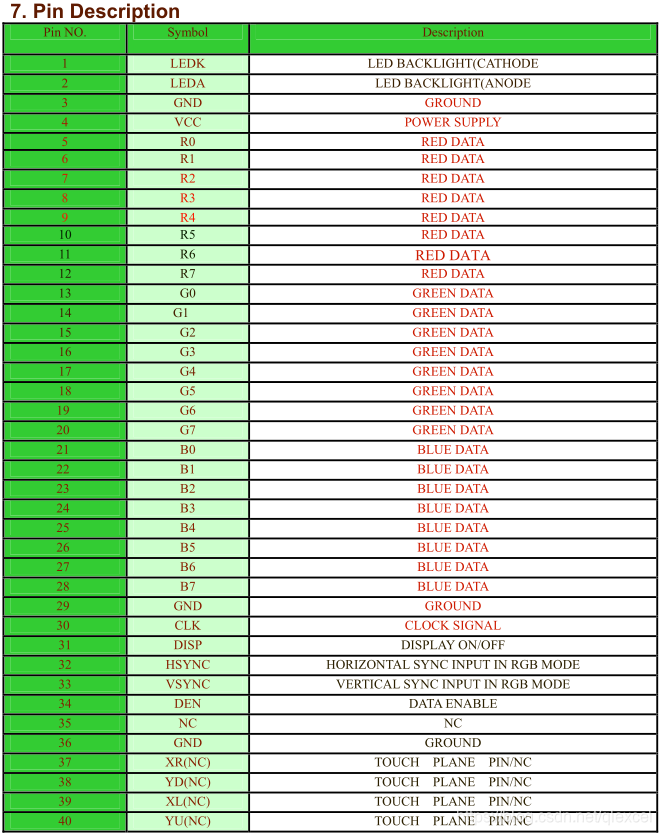 7. Pin Description
Pin NO. Symbol Description
1 LEDK LED BACKLIGHT(CATHODE
2 LEDA LED BACKLIGHT(ANODE
3 GND GROUND
4 VCC POWER SUPPLY
5 R0 RED DATA
6 R1 RED DATA
7 R2 RED DATA
8 R3 RED DATA
9 R4 RED DATA
10 R5 RED DATA
11 R6 RED DATA
12 R7 RED DATA
13 G0 GREEN DATA
14 G1 GREEN DATA
15 G2 GREEN DATA
16 G3 GREEN DATA
17 G4 GREEN DATA
18 G5 GREEN DATA
19 G6 GREEN DATA
20 G7 GREEN DATA
21 B0 BLUE DATA
22 B1 BLUE DATA
23 B2 BLUE DATA
24 B3 BLUE DATA
25 B4 BLUE DATA
26 B5 BLUE DATA
27 B6 BLUE DATA
28 B7 BLUE DATA
29 GND GROUND
30 CLK CLOCK SIGNAL
31 DISP DISPLAY ON/OFF
32 HSYNC HORIZONTAL SYNC INPUT IN RGB MODE
33 VSYNC VERTICAL SYNC INPUT IN RGB MODE
34 DEN DATA ENABLE
35 NC NC
36 GND GROUND
37 XR(NC) TOUCH PLANE PIN/NC
38 YD(NC) TOUCH PLANE PIN/NC
39 XL(NC) TOUCH PLANE PIN/NC
40 YU(NC) TOUCH PLANE PIN/NC